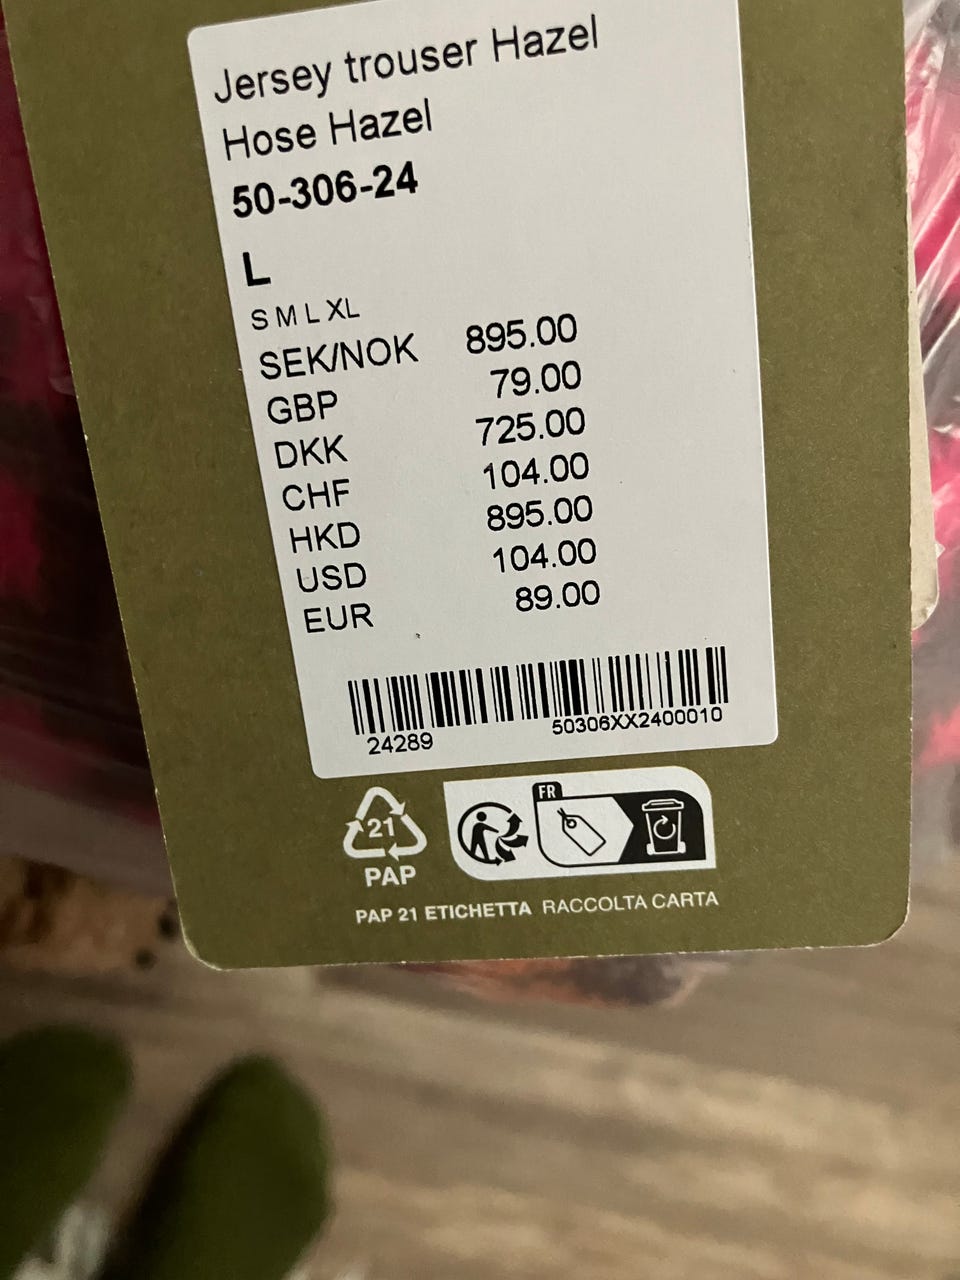 Jersey trouser Hazel
Hose Hazel
50-306-24
L
S M L XL
SEK/NOK 895.00
GBP 79.00
DKK 725.00
CHF 104.00
HKD 895.00
USD 104.00
EUR 89.00
24289 50306XX2400010
FR
21
PAP
PAP 21 ETICHETTA RACCOLTA CARTA